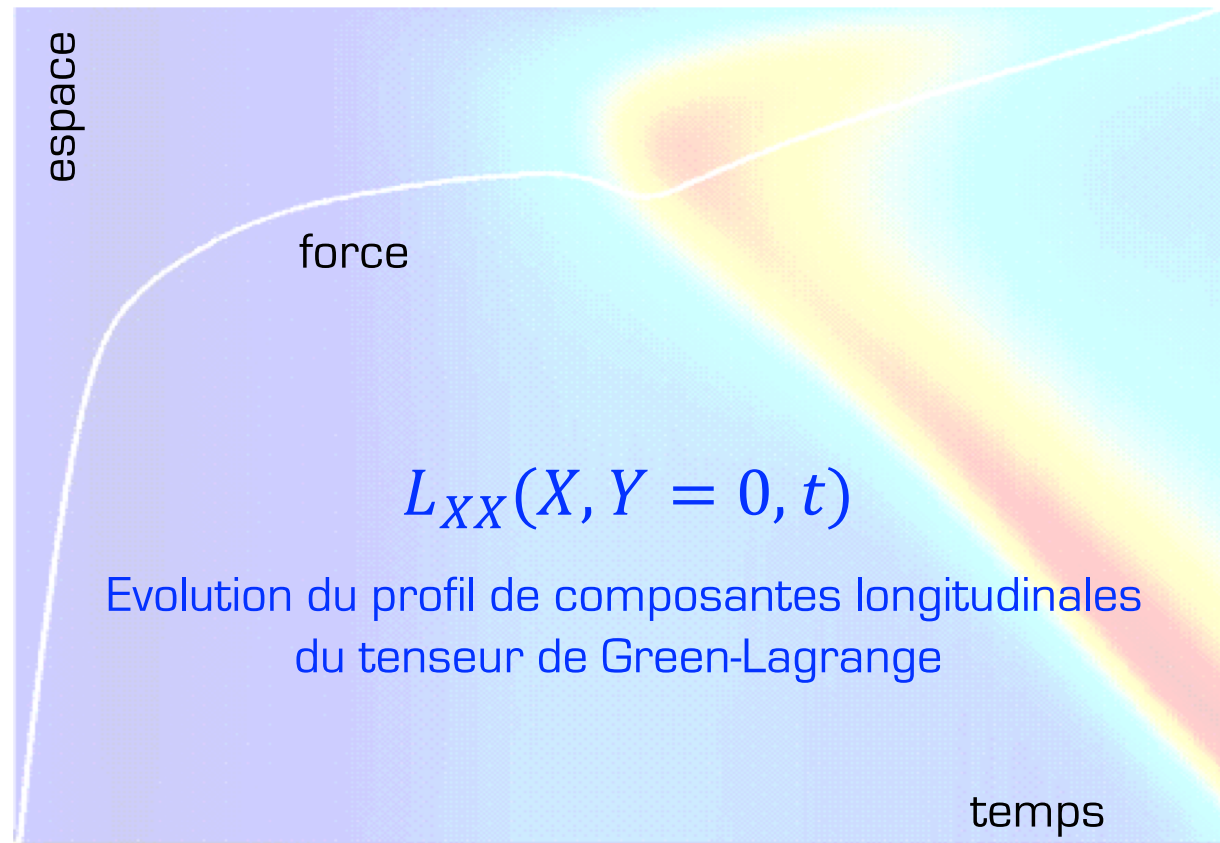 espace
force
L_{XX}(X, Y = 0, t)
Evolution du profil de composantes longitudinales
du tenseur de Green-Lagrange
temps